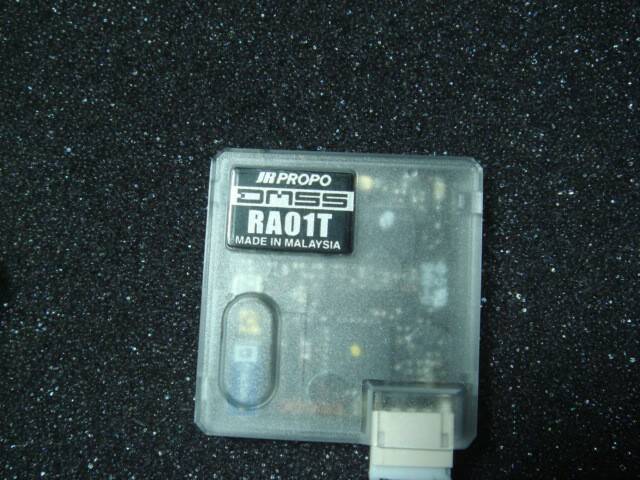 JR PROPO
DMSS
RA01T
MADE IN MALAYSIA